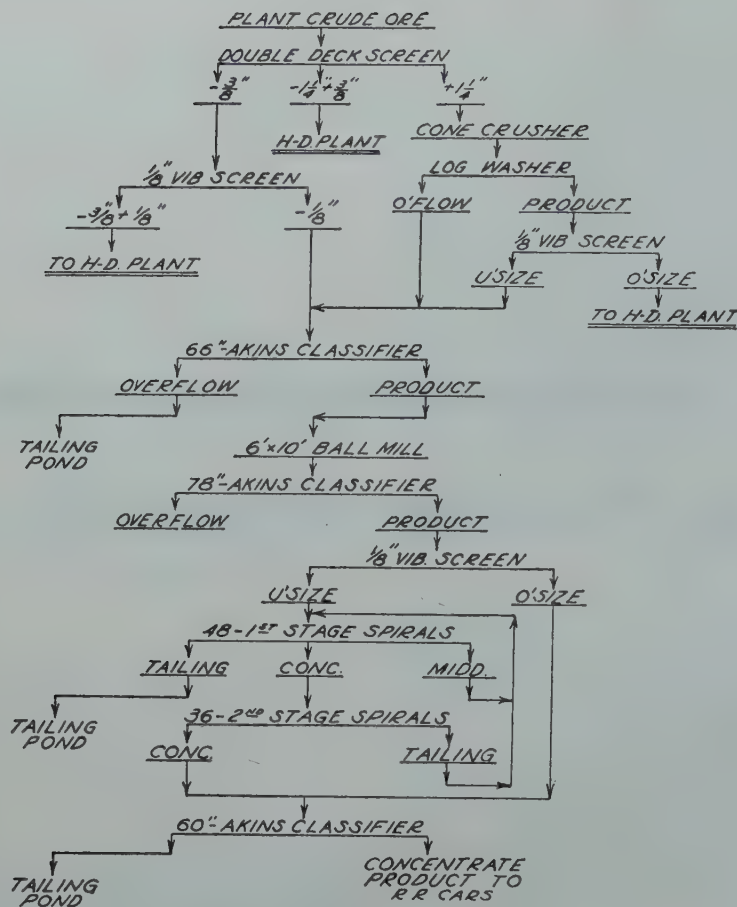 PLANT CRUDE ORE
DOUBLE DECK SCREEN
-3/8" -1 1/4" + 3/8" +1 1/4"
H-D. PLANT CONE CRUSHER
LOG WASHER
1/8" VIB SCREEN O'FLOW PRODUCT
-3/8" + 1/8" -1/8"
1/8" VIB SCREEN
TO H-D. PLANT U'SIZE O'SIZE
TO H-D. PLANT
66"-AKINS CLASSIFIER
OVERFLOW PRODUCT
TAILING
POND
6'x10' BALL MILL
78"-AKINS CLASSIFIER
OVERFLOW PRODUCT
1/8" VIB. SCREEN
U'SIZE O'SIZE
48-1ST STAGE SPIRALS
TAILING CONC. MIDD.
TAILING
POND
36-2ND STAGE SPIRALS
CONC. TAILING
60"-AKINS CLASSIFIER
TAILING
POND
CONCENTRATE
PRODUCT TO
RR CARS